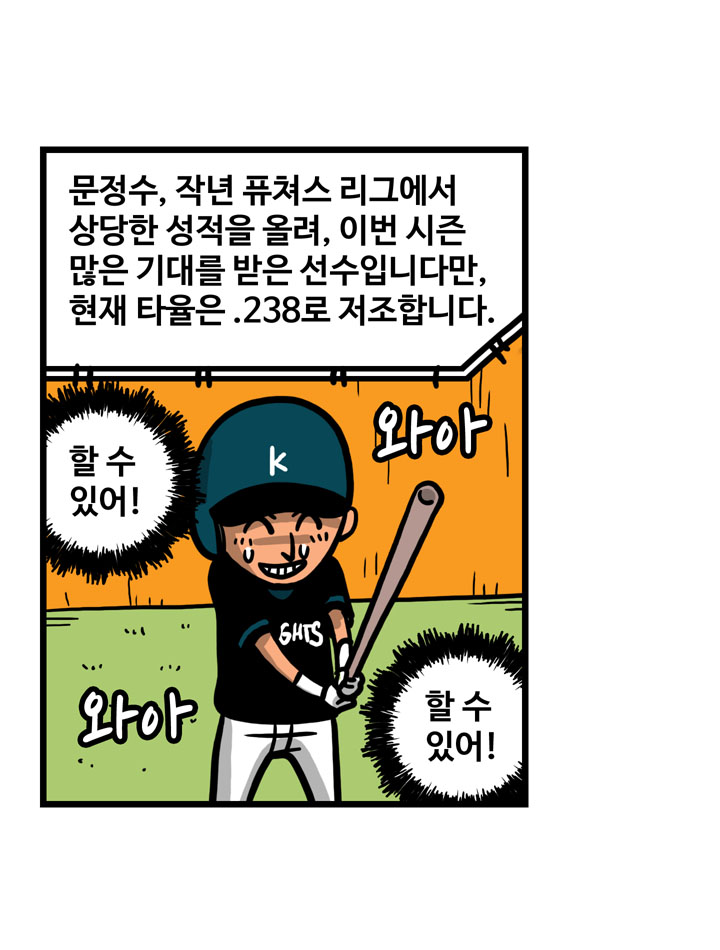 문정수, 작년 퓨쳐스 리그에서
상당한 성적을 올려, 이번 시즌
많은 기대를 받은 선수입니다만,
현재 타율은 .238로 저조합니다.
와아
할 수
있어!
K
GHTS
와아
할 수
있어!